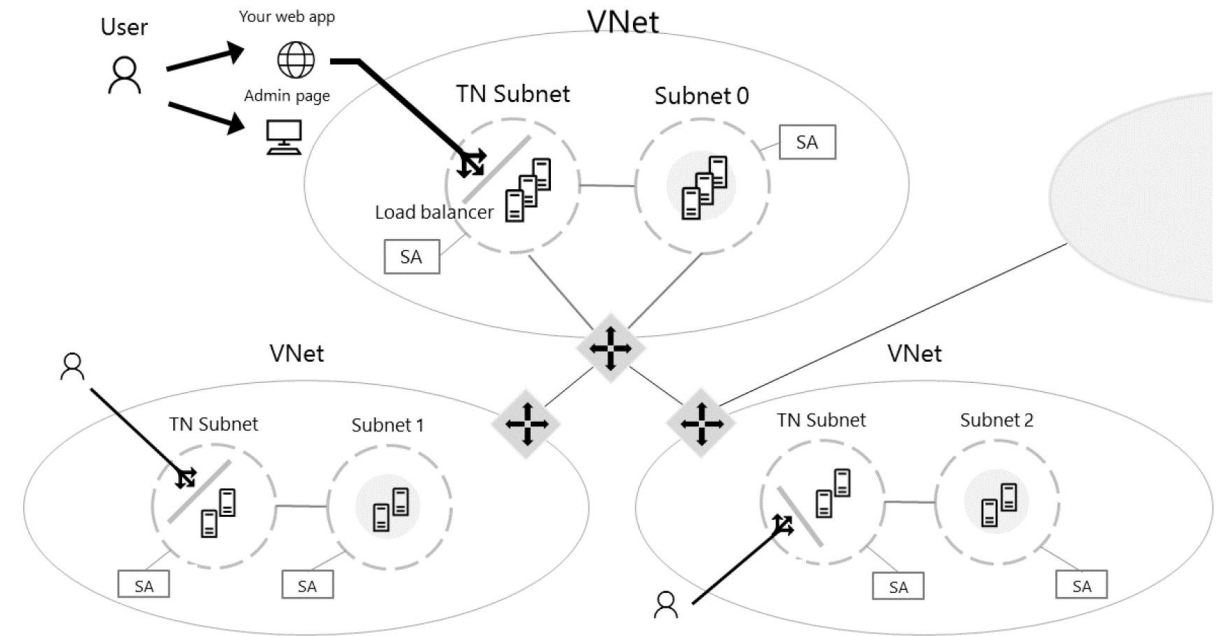 VNet
User
Your web app
Admin page
TN Subnet
Subnet 0
SA
Load balancer
SA
VNet
TN Subnet
Subnet 1
SA
SA
VNet
TN Subnet
Subnet 2
SA
SA